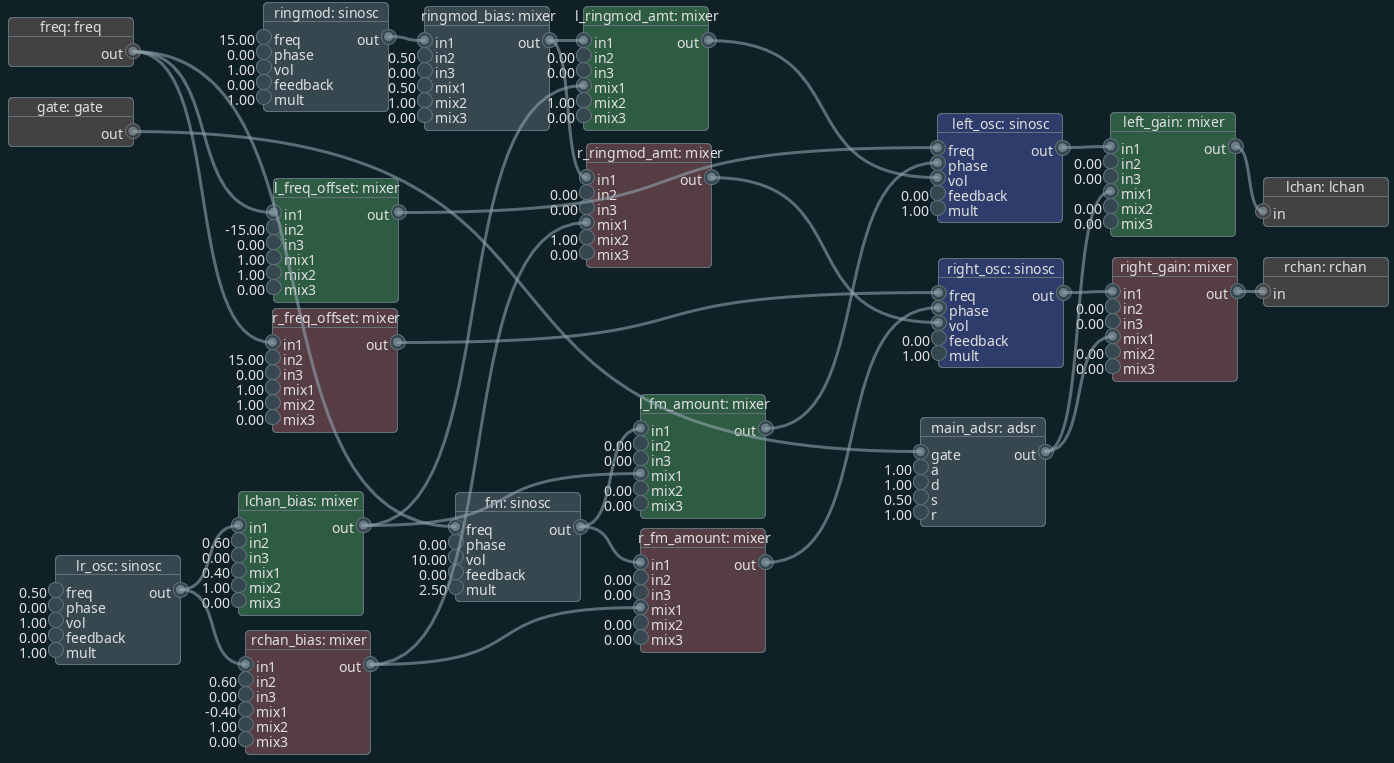 freq: freq
out
gate: gate
out
ringmod: sinosc
15.00 freq out
0.00 phase
1.00 vol
0.00 feedback
1.00 mult
ringmod_bias: mixer
in1 out
0.50 in2
0.00 in3
0.50 mix1
1.00 mix2
0.00 mix3
l_ringmod_amt: mixer
in1 out
0.00 in2
0.00 in3
mix1
1.00 mix2
0.00 mix3
r_ringmod_amt: mixer
in1 out
0.00 in2
0.00 in3
mix1
1.00 mix2
0.00 mix3
l_freq_offset: mixer
in1 out
-15.00 in2
0.00 in3
1.00 mix1
1.00 mix2
0.00 mix3
r_freq_offset: mixer
in1 out
15.00 in2
0.00 in3
1.00 mix1
1.00 mix2
0.00 mix3
left_osc: sinosc
freq out
phase
vol
0.00 feedback
1.00 mult
left_gain: mixer
in1 out
0.00 in2
0.00 in3
mix1
0.00 mix2
0.00 mix3
lchan: lchan
in
right_osc: sinosc
freq out
phase
vol
0.00 feedback
1.00 mult
right_gain: mixer
in1 out
0.00 in2
0.00 in3
mix1
0.00 mix2
0.00 mix3
rchan: rchan
in
l_fm_amount: mixer
in1 out
0.00 in2
0.00 in3
mix1
0.00 mix2
0.00 mix3
main_adsr: adsr
gate out
1.00 a
1.00 d
0.50 s
1.00 r
lchan_bias: mixer
in1 out
0.60 in2
0.00 in3
0.40 mix1
1.00 mix2
0.00 mix3
fm: sinosc
freq out
0.00 phase
10.00 vol
0.00 feedback
2.50 mult
r_fm_amount: mixer
in1 out
0.00 in2
0.00 in3
mix1
0.00 mix2
0.00 mix3
lr_osc: sinosc
0.50 freq out
0.00 phase
1.00 vol
0.00 feedback
1.00 mult
rchan_bias: mixer
in1 out
0.60 in2
0.00 in3
-0.40 mix1
1.00 mix2
0.00 mix3